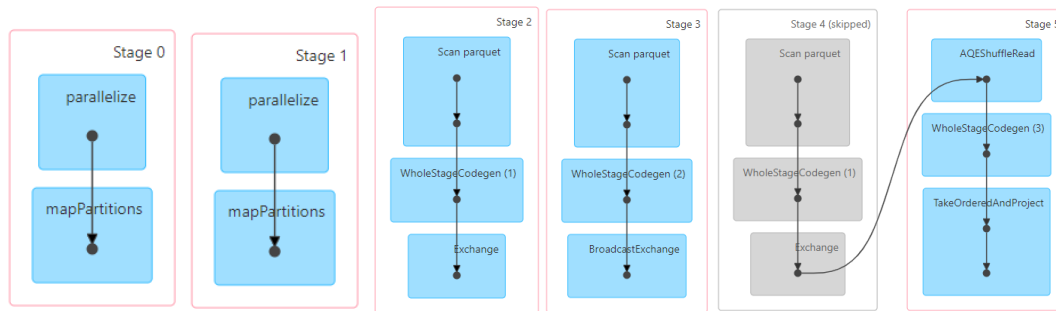 Stage 0
parallelize
mapPartitions
Stage 1
parallelize
mapPartitions
Stage 2
Scan parquet
WholeStageCodegen (1)
Exchange
Stage 3
Scan parquet
WholeStageCodegen (2)
BroadcastExchange
Stage 4 (skipped)
Scan parquet
WholeStageCodegen (1)
Exchange
Stage 5
AQEShuffleRead
WholeStageCodegen (3)
TakeOrderedAndProject